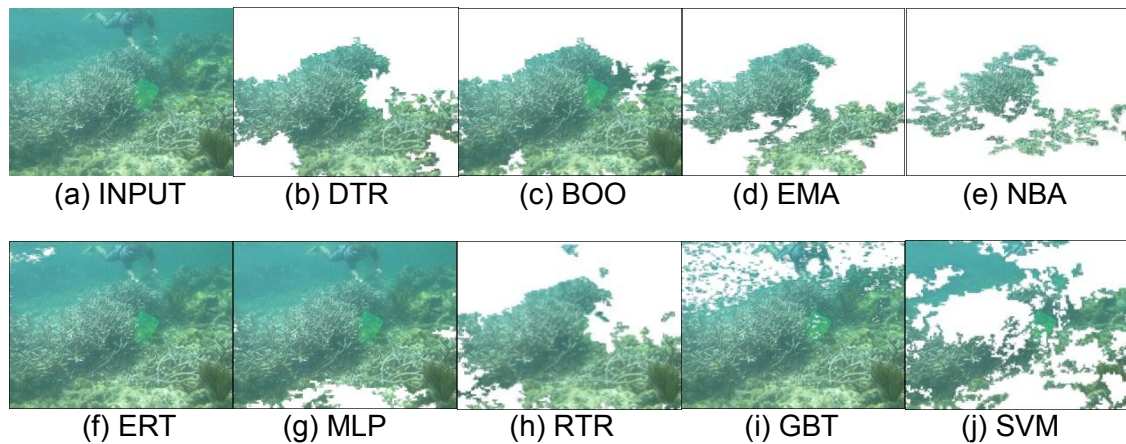 (a) INPUT (b) DTR (c) BOO (d) EMA (e) NBA
(f) ERT (g) MLP (h) RTR (i) GBT (j) SVM